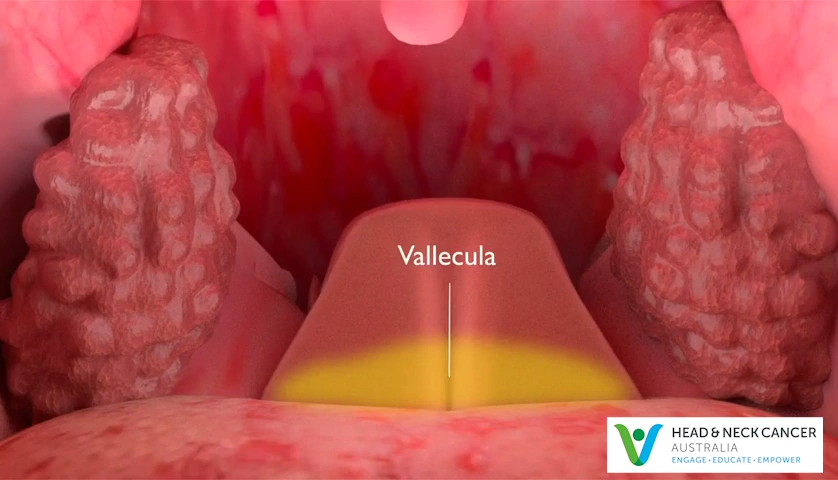 Vallecula
HEAD & NECK CANCER
AUSTRALIA
ENGAGE • EDUCATE • EMPOWER